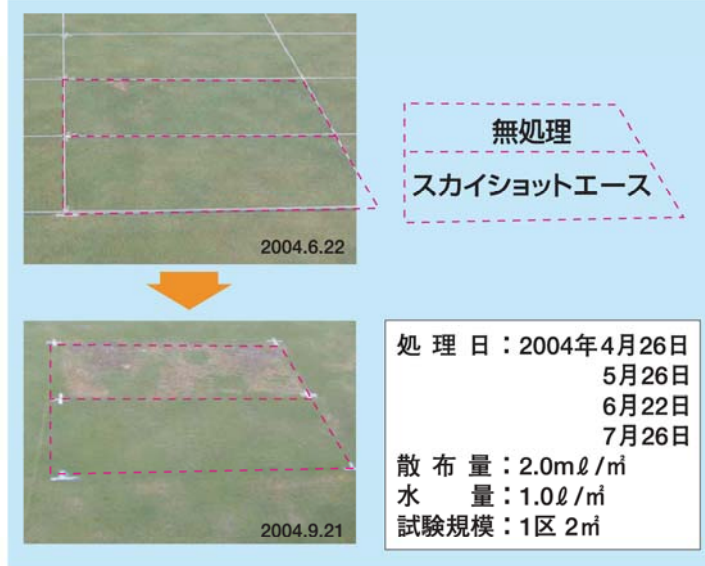 2004.6.22
無処理
スカイショットエース
2004.9.21
処理日：2004年4月26日
5月26日
6月22日
7月26日
散布量：2.0mℓ/㎡
水量：1.0ℓ/㎡
試験規模：1区 2㎡